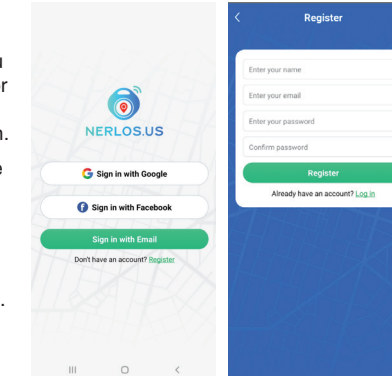 NERLOS.US
Sign in with Google
Sign in with Facebook
Sign in with Email
Don't have an account? Register
Register
Enter your name
Enter your email
Enter your password
Confirm password
Register
Already have an account? Log in